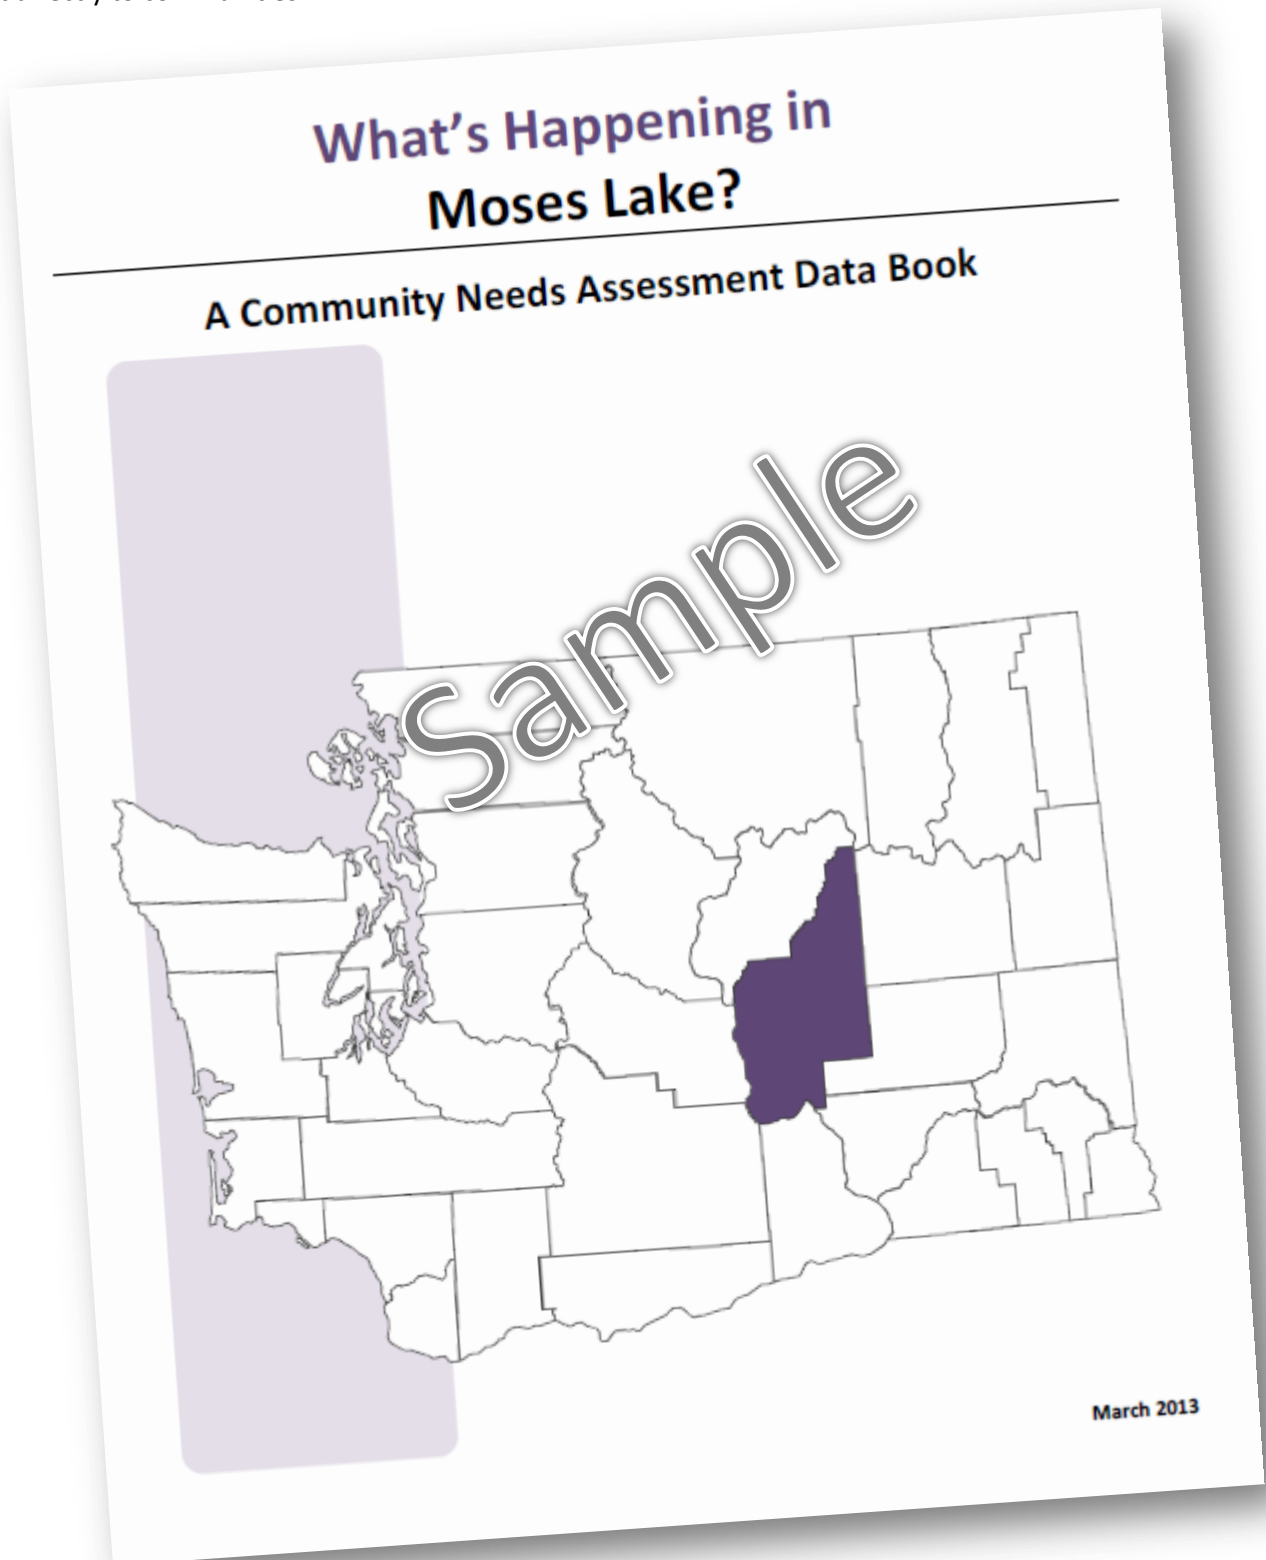 What's Happening in
Moses Lake?
A Community Needs Assessment Data Book
Sample
March 2013